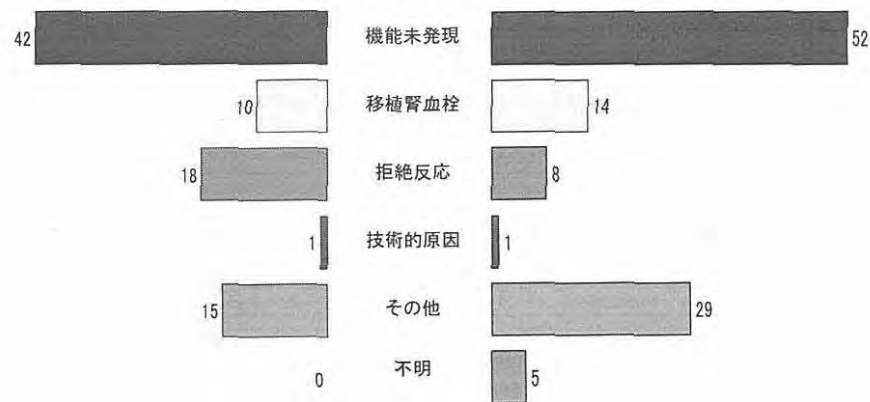 42 機能未発現 52
10 移植腎血栓 14
18 拒絶反応 8
1 技術的原因 1
15 その他 29
0 不明 5